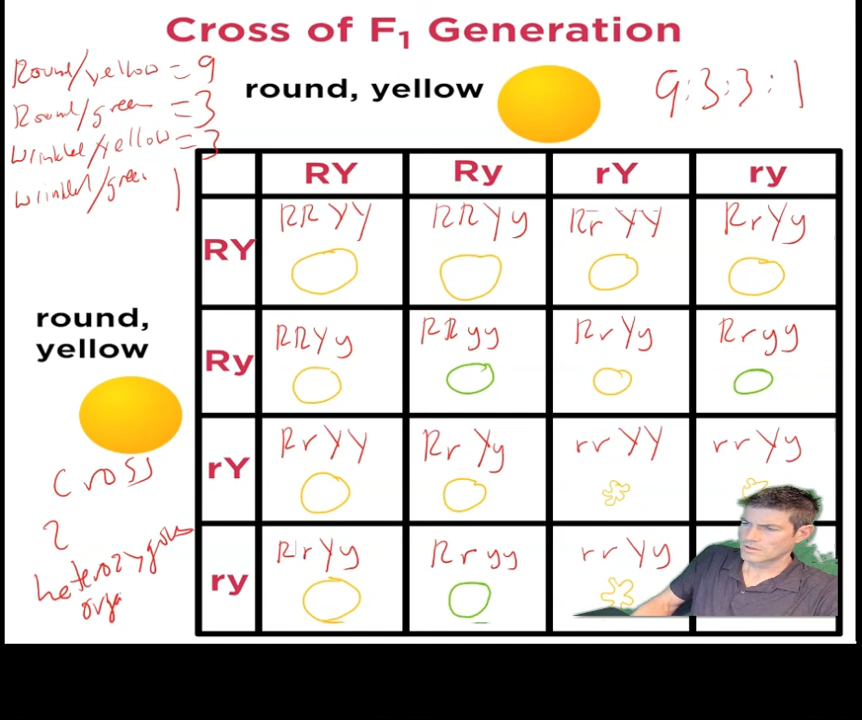 Cross of F₁ Generation
Round/yellow = 9
Round/green = 3
Wrinkled/yellow = 3
wrinkled/green 1
round, yellow
9:3:3:1
RY Ry rY ry
RY RRYY RRYy RrYY RrYy
round,
yellow
Ry RRYy RRyy RrYy Rryy
rY RrYY RrYy rrYY rrYy
ry RrYy Rryy rrYy
Cross
2
heterozygous